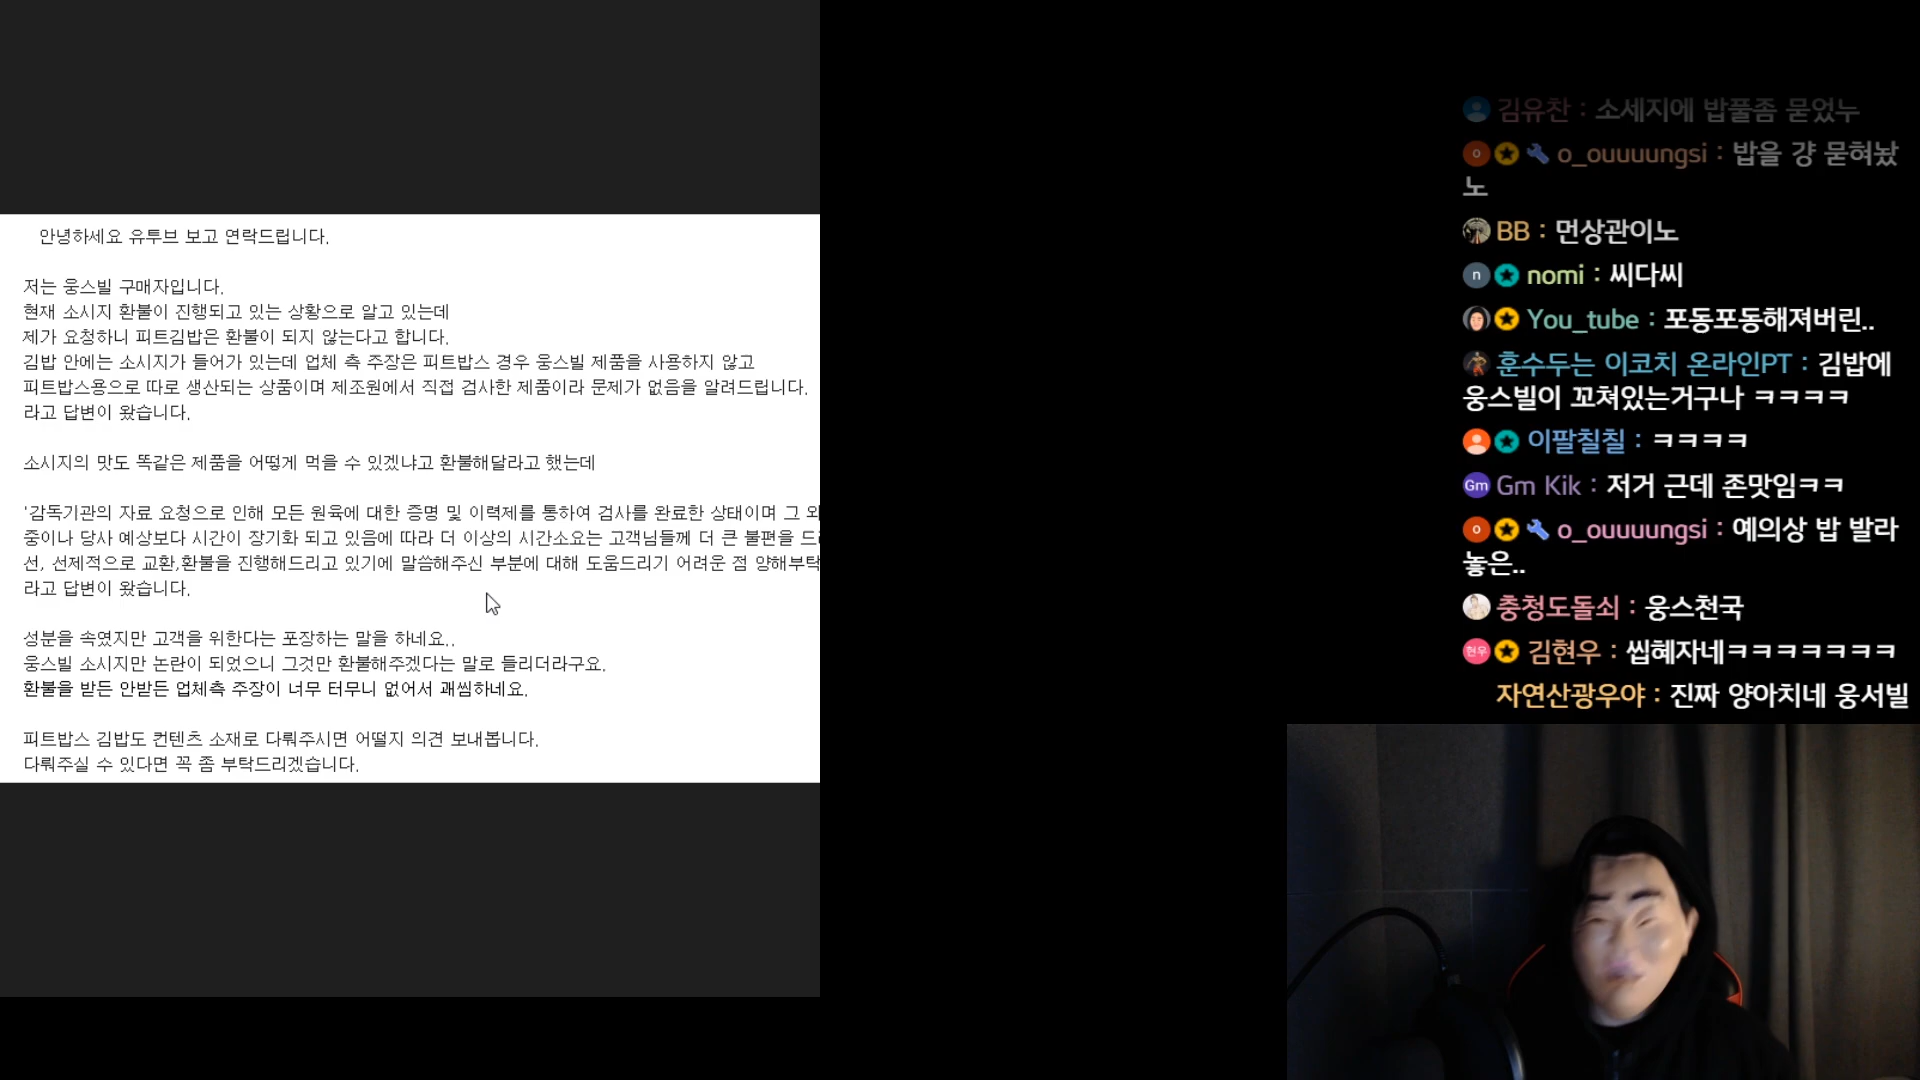 안녕하세요 유투브 보고 연락드립니다.
저는 웅스빌 구매자입니다.
현재 소시지 환불이 진행되고 있는 상황으로 알고 있는데
제가 요청하니 피트김밥은 환불이 되지 않는다고 합니다.
김밥 안에는 소시지가 들어가 있는데 업체 측 주장은 피트밥스 경우 웅스빌 제품을 사용하지 않고
피트밥스용으로 따로 생산되는 상품이며 제조원에서 직접 검사한 제품이라 문제가 없음을 알려드립니다.
라고 답변이 왔습니다.
소시지의 맛도 똑같은 제품을 어떻게 먹을 수 있겠냐고 환불해달라고 했는데
'감독기관의 자료 요청으로 인해 모든 원육에 대한 증명 및 이력제를 통하여 검사를 완료한 상태이며 그 외
중이나 당사 예상보다 시간이 장기화 되고 있음에 따라 더 이상의 시간소요는 고객님들께 더 큰 불편을 드
선, 선제적으로 교환,환불을 진행해드리고 있기에 말씀해주신 부분에 대해 도움드리기 어려운 점 양해부탁
라고 답변이 왔습니다.
성분을 속였지만 고객을 위한다는 포장하는 말을 하네요..
웅스빌 소시지만 논란이 되었으니 그것만 환불해주겠다는 말로 들리더라구요.
환불을 받든 안받든 업체측 주장이 너무 터무니 없어서 괘씸하네요.
피트밥스 김밥도 컨텐츠 소재로 다뤄주시면 어떨지 의견 보내봅니다.
다뤄주실 수 있다면 꼭 좀 부탁드리겠습니다.
김유찬 : 소세지에 밥풀좀 묻었누
o o_ouuuungsi : 밥을 걍 묻혀놨
노
BB : 먼상관이노
n nomi : 씨다씨
You_tube : 포동포동해져버린..
훈수두는 이코치 온라인PT : 김밥에
웅스빌이 꼬쳐있는거구나 ㅋㅋㅋㅋ
이팔칠칠 : ㅋㅋㅋㅋ
Gm Gm Kik : 저거 근데 존맛임ㅋㅋ
o o_ouuuungsi : 예의상 밥 발라
놓은..
충청도돌쇠 : 웅스천국
현우 김현우 : 씹혜자네ㅋㅋㅋㅋㅋㅋㅋ
자연산광우야 : 진짜 양아치네 웅서빌